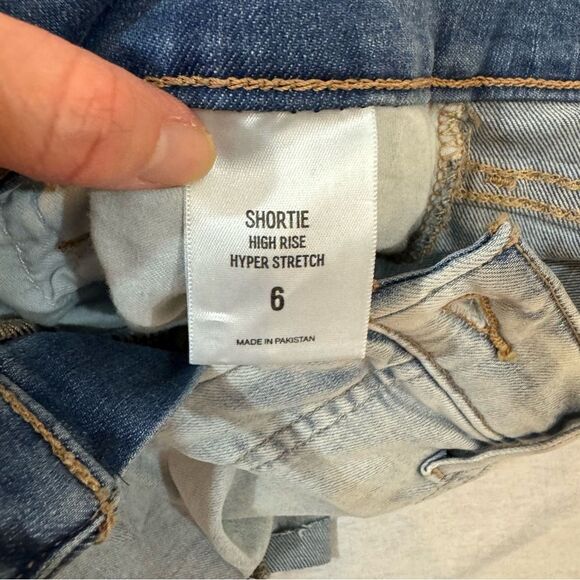 SHORTIE
HIGH RISE
HYPER STRETCH
6
MADE IN PAKISTAN